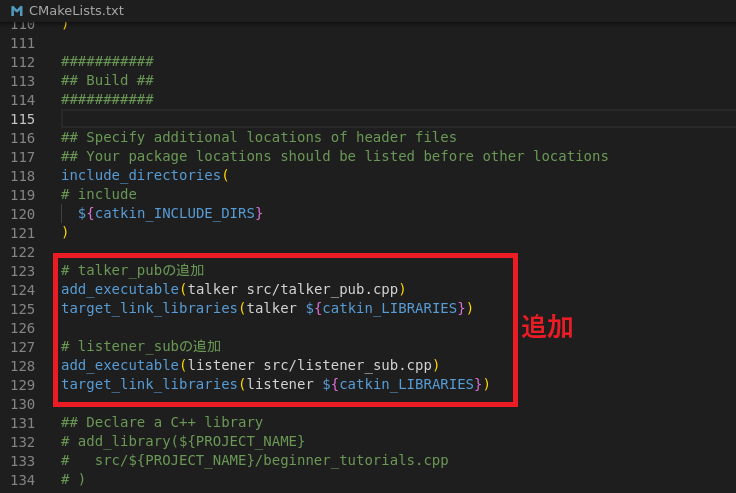 CMakeLists.txt
110 )
111
112 ###########
113 ## Build ##
114 ###########
115
116 ## Specify additional locations of header files
117 ## Your package locations should be listed before other locations
118 include_directories(
119 # include
120   ${catkin_INCLUDE_DIRS}
121 )
122
123 # talker_pubの追加
124 add_executable(talker src/talker_pub.cpp)
125 target_link_libraries(talker ${catkin_LIBRARIES})
126
追加
127 # listener_subの追加
128 add_executable(listener src/listener_sub.cpp)
129 target_link_libraries(listener ${catkin_LIBRARIES})
130
131 ## Declare a C++ library
132 # add_library(${PROJECT_NAME}
133 #   src/${PROJECT_NAME}/beginner_tutorials.cpp
134 # )